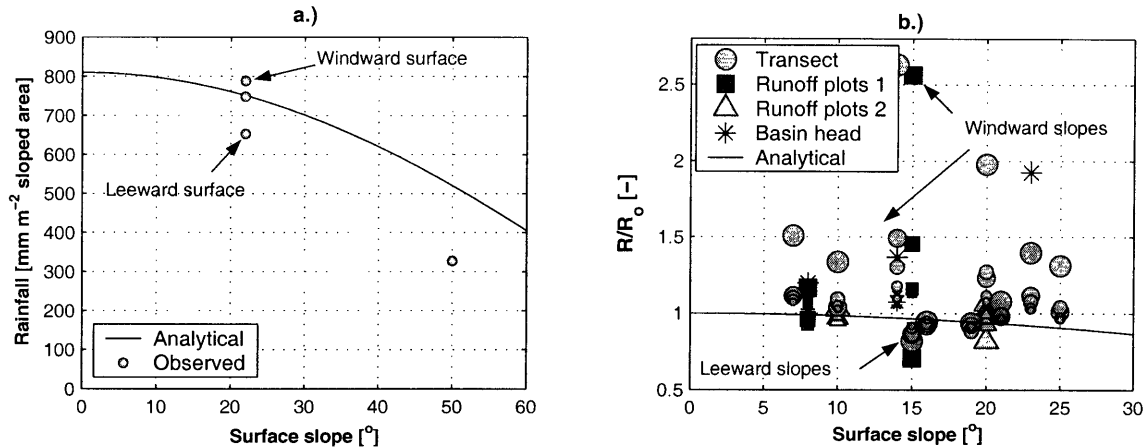 a.)
Rainfall [mm m⁻² sloped area]
900
800
700
600
500
400
300
200
100
0
Windward surface
Leeward surface
Analytical
Observed
0 10 20 30 40 50 60
Surface slope [°]
b.)
R/Rₒ [-]
2.5
2
1.5
1
0.5
Transect
Runoff plots 1
Runoff plots 2
Basin head
Analytical
Windward slopes
Leeward slopes
0 5 10 15 20 25 30
Surface slope [°]